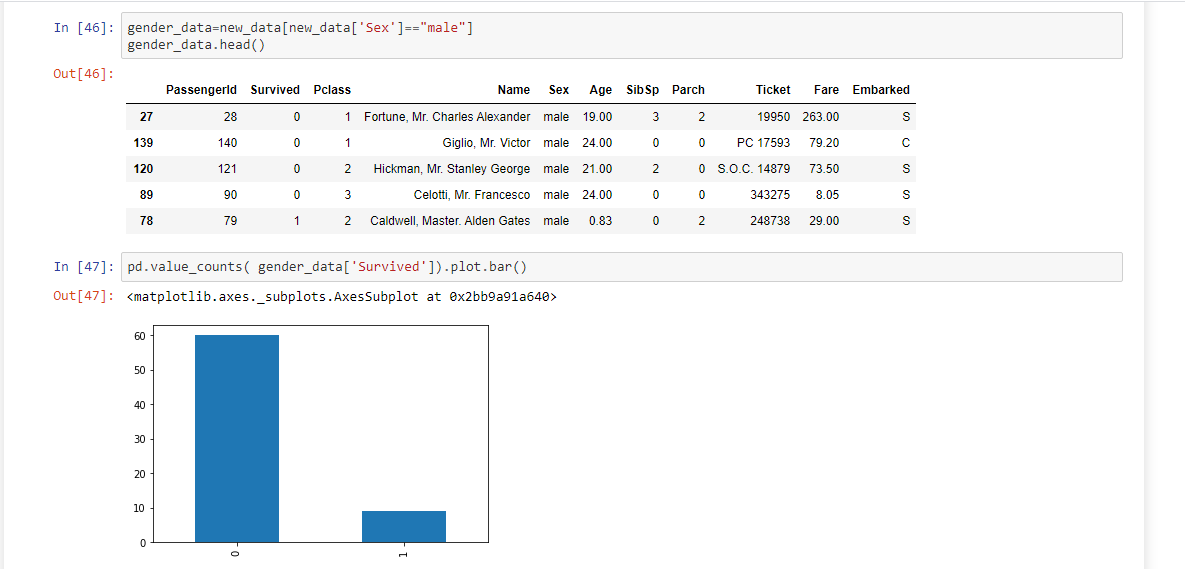 In [46]: gender_data=new_data[new_data['Sex']=="male"]
gender_data.head()
Out[46]:
PassengerId Survived Pclass Name Sex Age SibSp Parch Ticket Fare Embarked
27 28 0 1 Fortune, Mr. Charles Alexander male 19.00 3 2 19950 263.00 S
139 140 0 1 Giglio, Mr. Victor male 24.00 0 0 PC 17593 79.20 C
120 121 0 2 Hickman, Mr. Stanley George male 21.00 2 0 S.O.C. 14879 73.50 S
89 90 0 3 Celotti, Mr. Francesco male 24.00 0 0 343275 8.05 S
78 79 1 2 Caldwell, Master. Alden Gates male 0.83 0 2 248738 29.00 S
In [47]: pd.value_counts( gender_data['Survived']).plot.bar()
Out[47]: <matplotlib.axes._subplots.AxesSubplot at 0x2bb9a91a640>
60
50
40
30
20
10
0
0 1